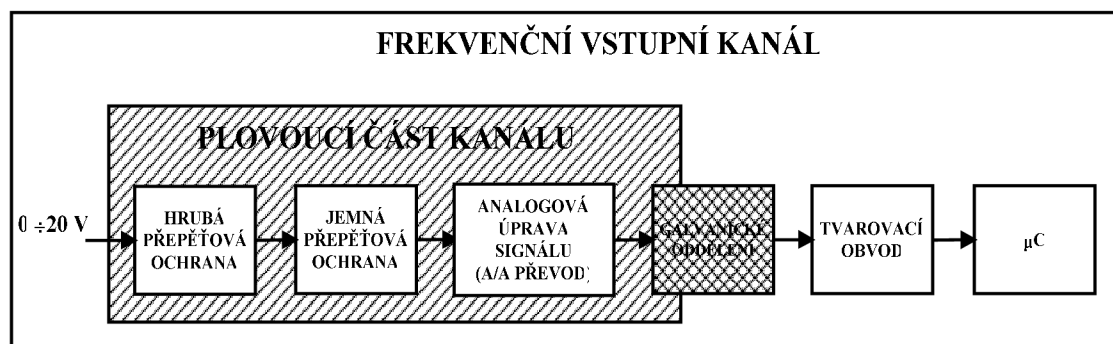 FREKVENČNÍ VSTUPNÍ KANÁL
PLOVOUCÍ ČÁST KANÁLU
0 ÷20 V
HRUBÁ
PŘEPĚŤOVÁ
OCHRANA
JEMNÁ
PŘEPĚŤOVÁ
OCHRANA
ANALOGOVÁ
ÚPRAVA
SIGNÁLU
(A/A PŘEVOD)
GALVANICKÉ
ODDĚLENÍ
TVAROVACÍ
OBVOD
µC